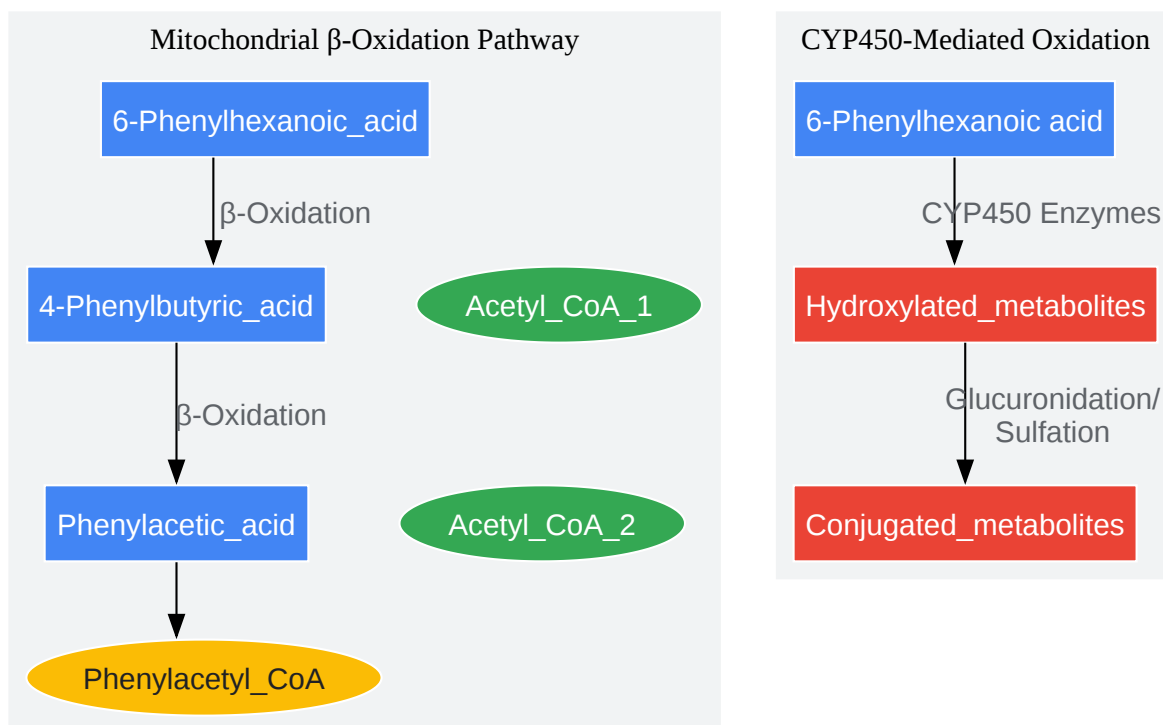 Mitochondrial β-Oxidation Pathway
6-Phenylhexanoic_acid
β-Oxidation
4-Phenylbutyric_acid
Acetyl_CoA_1
β-Oxidation
Phenylacetic_acid
Acetyl_CoA_2
Phenylacetyl_CoA
CYP450-Mediated Oxidation
6-Phenylhexanoic acid
CYP450 Enzymes
Hydroxylated_metabolites
Glucuronidation/
Sulfation
Conjugated_metabolites